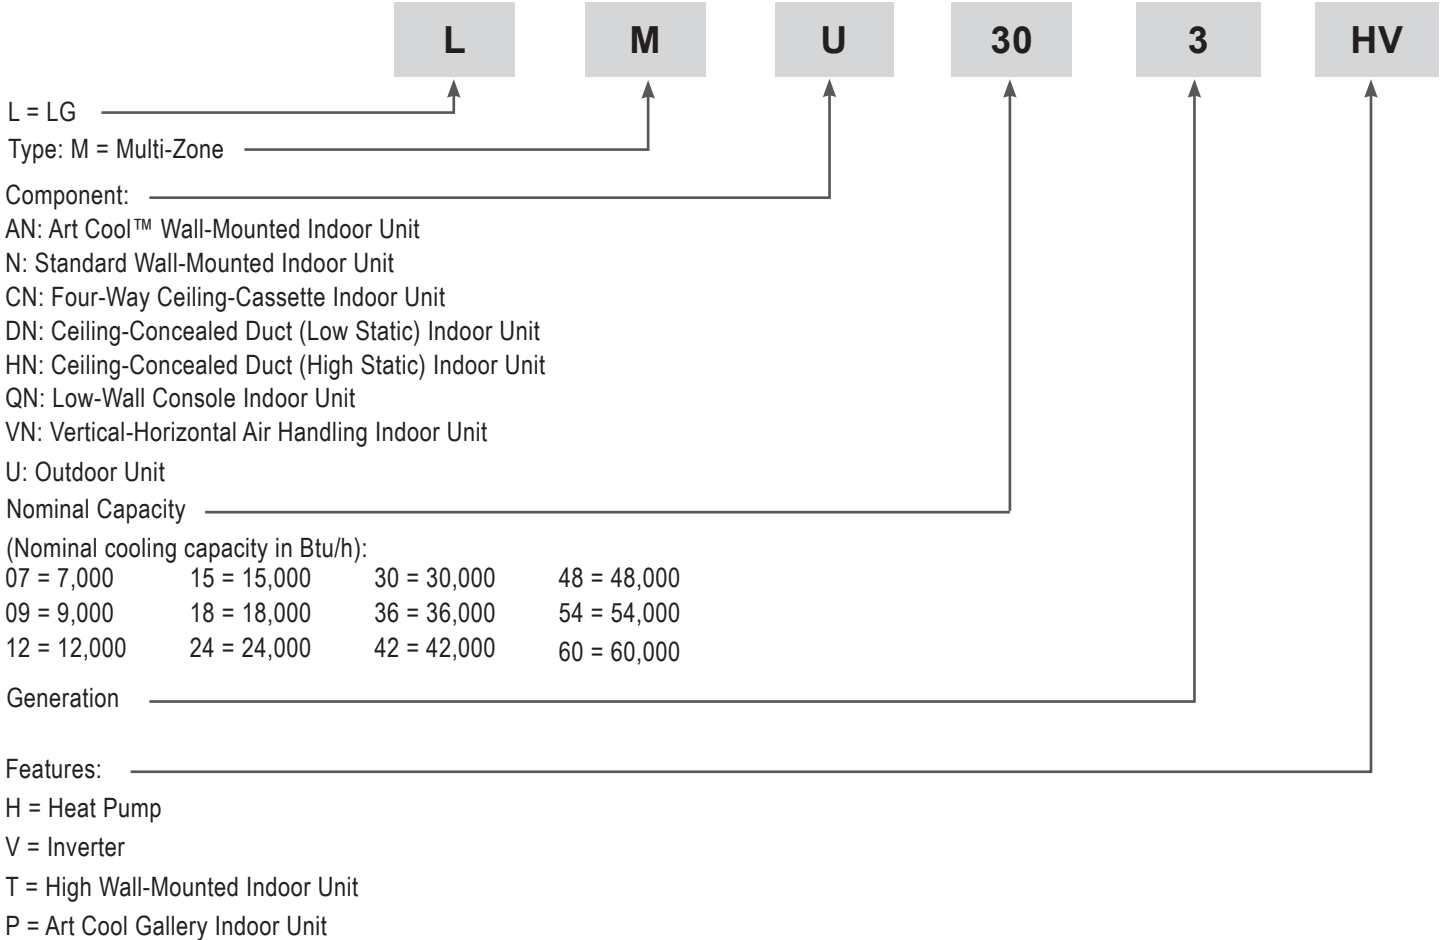 L M U 30 3 HV
L = LG
Type: M = Multi-Zone
Component:
AN: Art Cool™ Wall-Mounted Indoor Unit
N: Standard Wall-Mounted Indoor Unit
CN: Four-Way Ceiling-Cassette Indoor Unit
DN: Ceiling-Concealed Duct (Low Static) Indoor Unit
HN: Ceiling-Concealed Duct (High Static) Indoor Unit
QN: Low-Wall Console Indoor Unit
VN: Vertical-Horizontal Air Handling Indoor Unit
U: Outdoor Unit
Nominal Capacity
(Nominal cooling capacity in Btu/h):
07 = 7,000 15 = 15,000 30 = 30,000 48 = 48,000
09 = 9,000 18 = 18,000 36 = 36,000 54 = 54,000
12 = 12,000 24 = 24,000 42 = 42,000 60 = 60,000
Generation
Features:
H = Heat Pump
V = Inverter
T = High Wall-Mounted Indoor Unit
P = Art Cool Gallery Indoor Unit